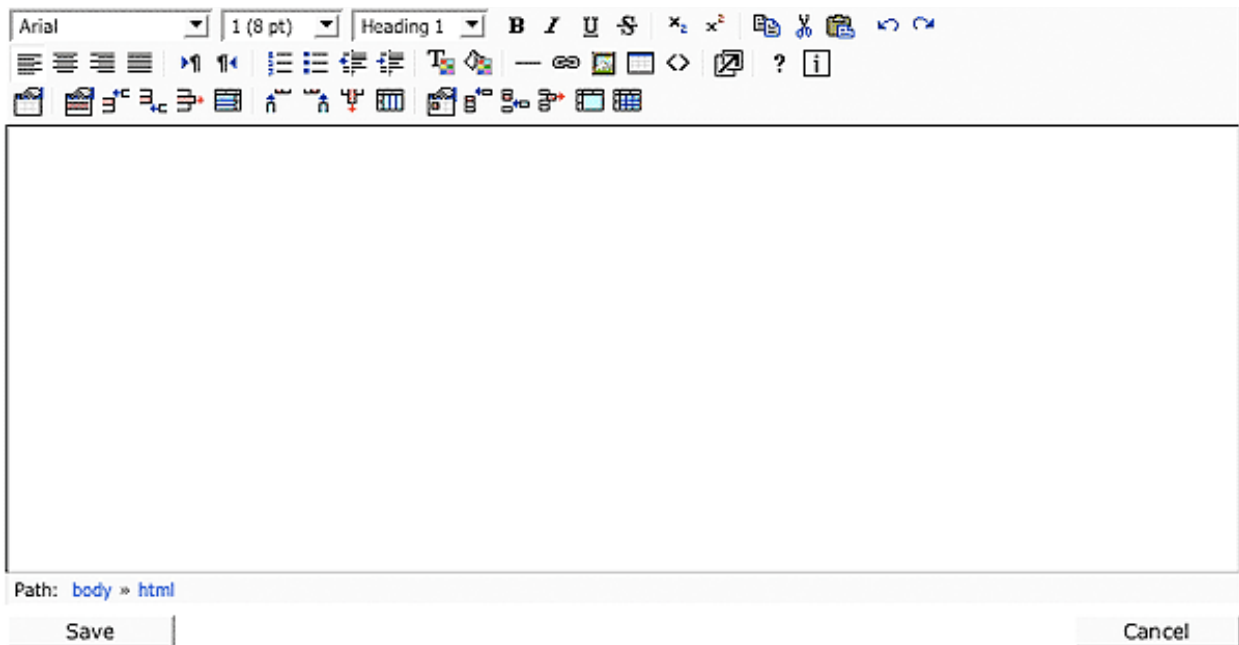 Arial 1 (8 pt) Heading 1 B I U S x₂ x² 
? i
Path: body » html
Save Cancel